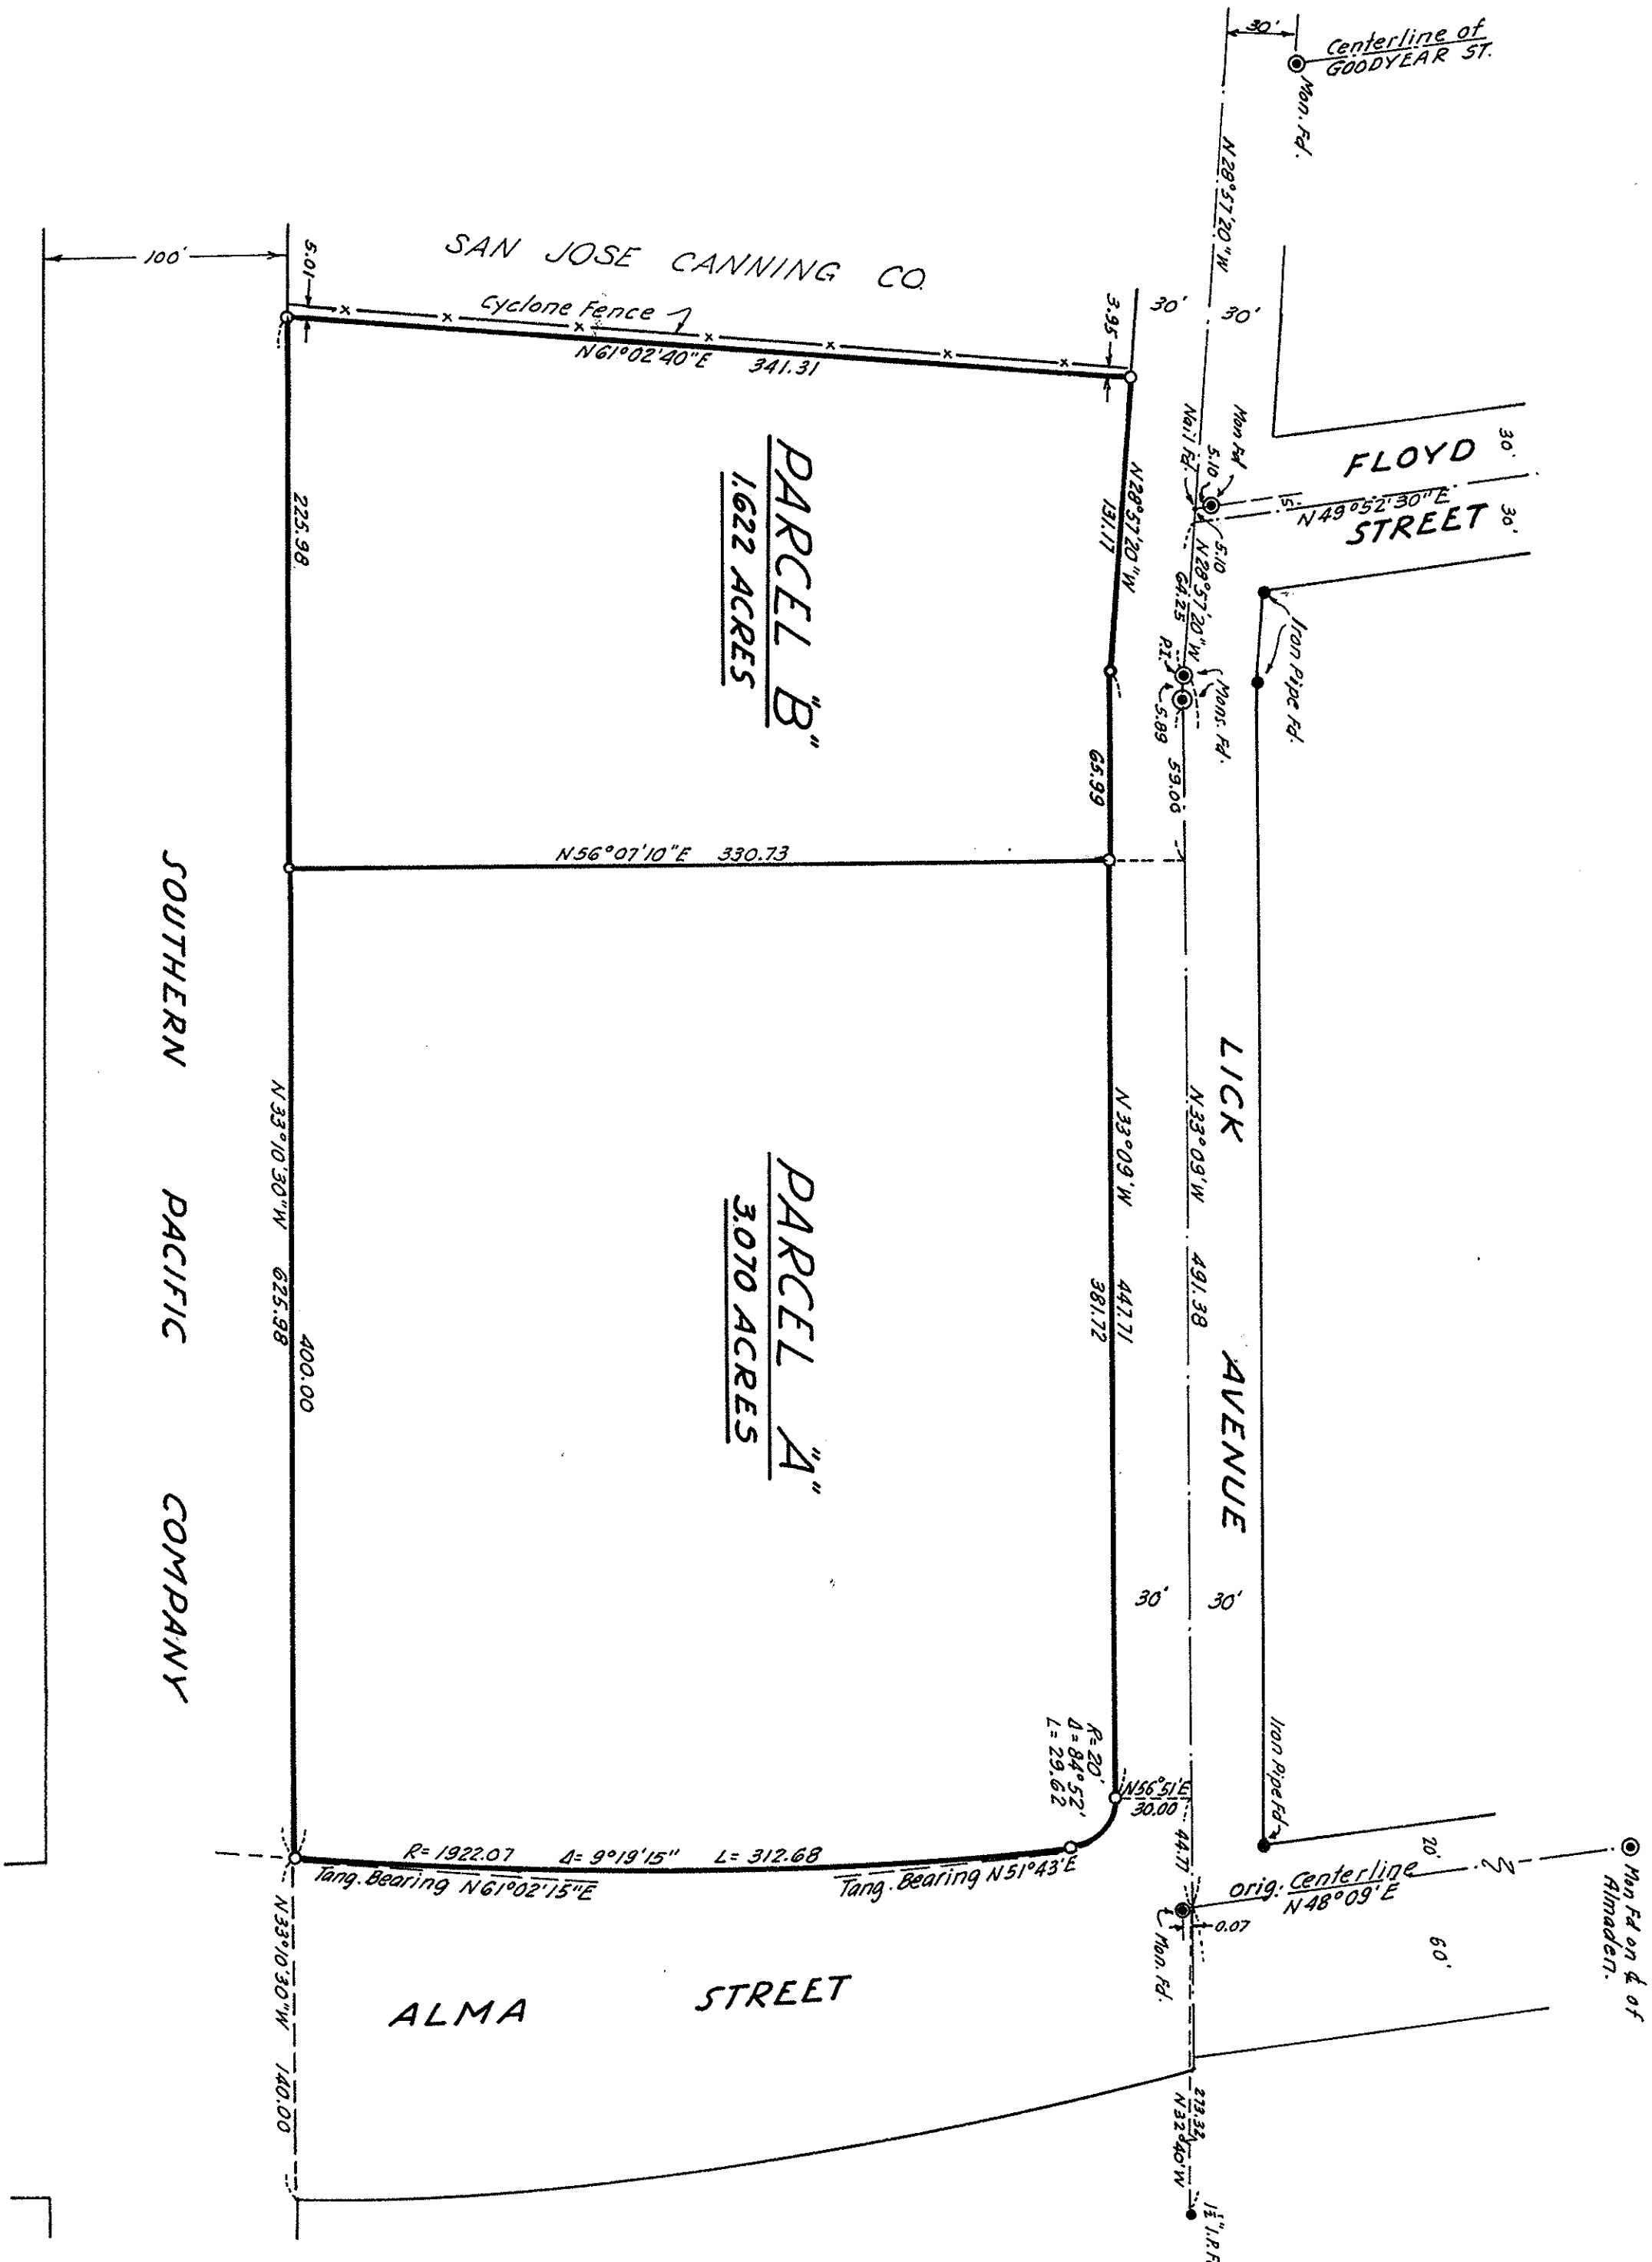 30'
Centerline of
GOODYEAR ST.
Mon. Fd.
N28°57'20"W
100'
5.01
SAN JOSE CANNING CO.
Cyclone Fence
N61°02'40"E 341.31
3.95
30'
30'
Mon Fd
5.10
Nail Fd.
FLOYD
STREET
30'
30'
N49°52'30"E
5'
5.10
N28°57'20"W
64.25
P.I.
Mons. Fd.
5.89
59.06
Iron Pipe Fd.
N28°57'20"W
131.17
65.99
225.98
PARCEL "B"
1.622 ACRES
N56°07'10"E 330.73
SOUTHERN PACIFIC COMPANY
N33°10'30"W 625.98
400.00
PARCEL "A"
3.070 ACRES
N33°09'W 447.71
381.72
N33°09'W 491.38
LICK AVENUE
30'
30'
R=20'
Δ=84°52'
L=29.62
N56°51'E
30.00
44.77
Iron Pipe Fd
20'
orig. Centerline
N48°09'E
60'
Mon Fd on ℄ of
Almaden.
0.07
Mon. Fd.
R=1922.07 Δ=9°19'15" L=312.68
Tang. Bearing N61°02'15"E
Tang. Bearing N51°43'E
N33°10'30"W 140.00
ALMA STREET
N32°40'W